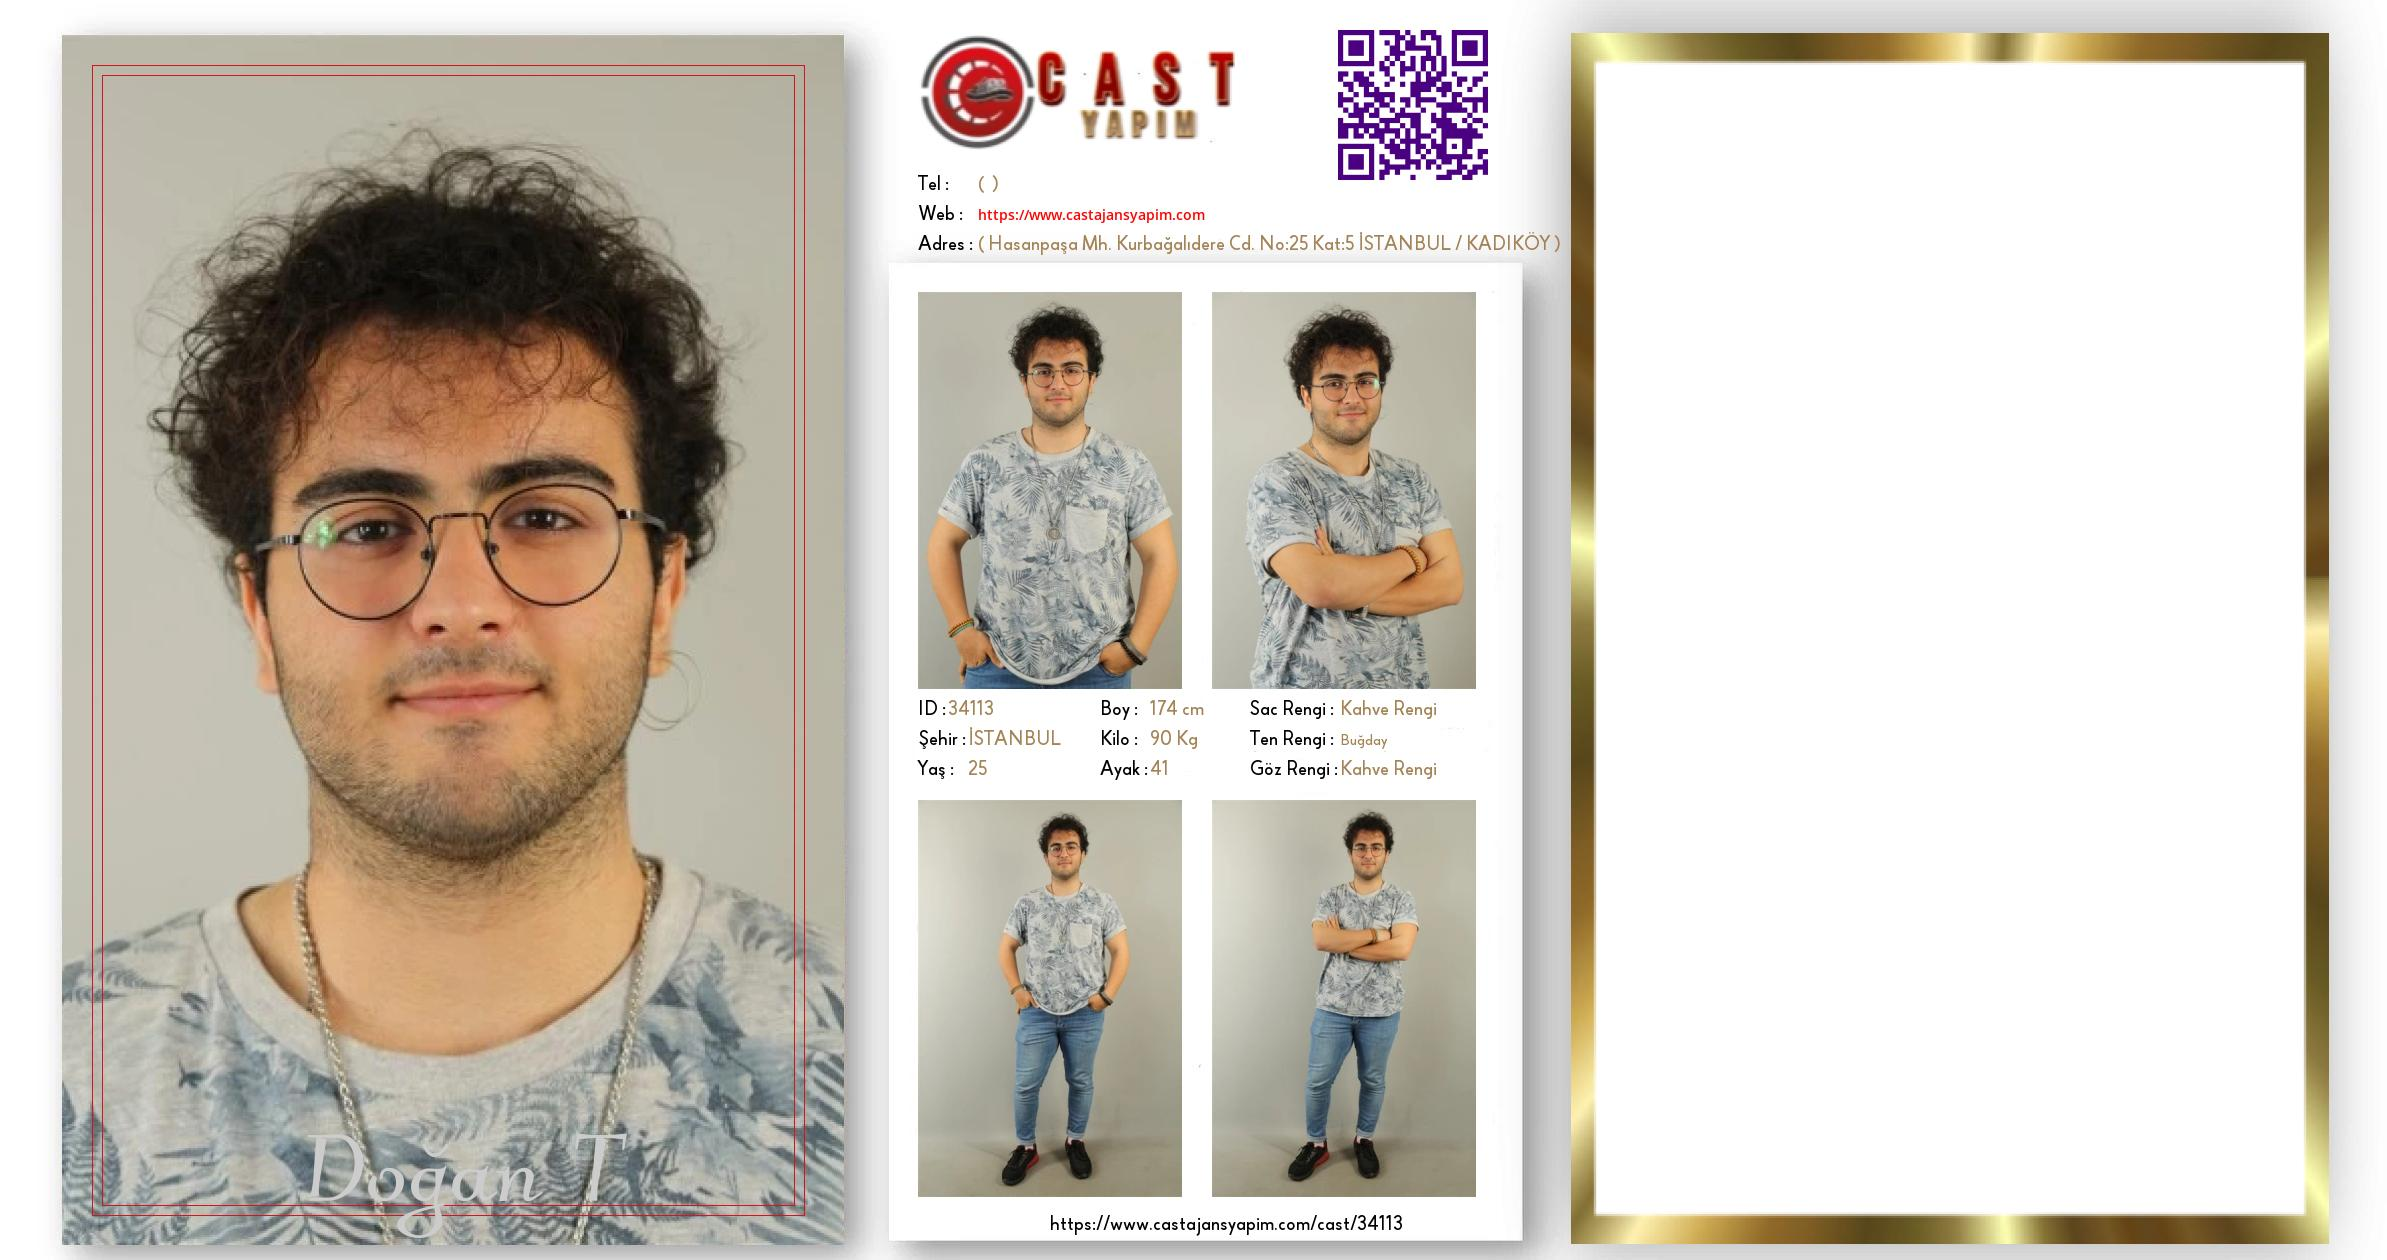 Doğan T
CAST
YAPIM
Tel : ( )
Web : https://www.castajansyapim.com
Adres : ( Hasanpaşa Mh. Kurbağalıdere Cd. No:25 Kat:5 İSTANBUL / KADIKÖY )
ID : 34113 Boy : 174 cm Sac Rengi : Kahve Rengi
Şehir : İSTANBUL Kilo : 90 Kg Ten Rengi : Buğday
Yaş : 25 Ayak : 41 Göz Rengi : Kahve Rengi
https://www.castajansyapim.com/cast/34113